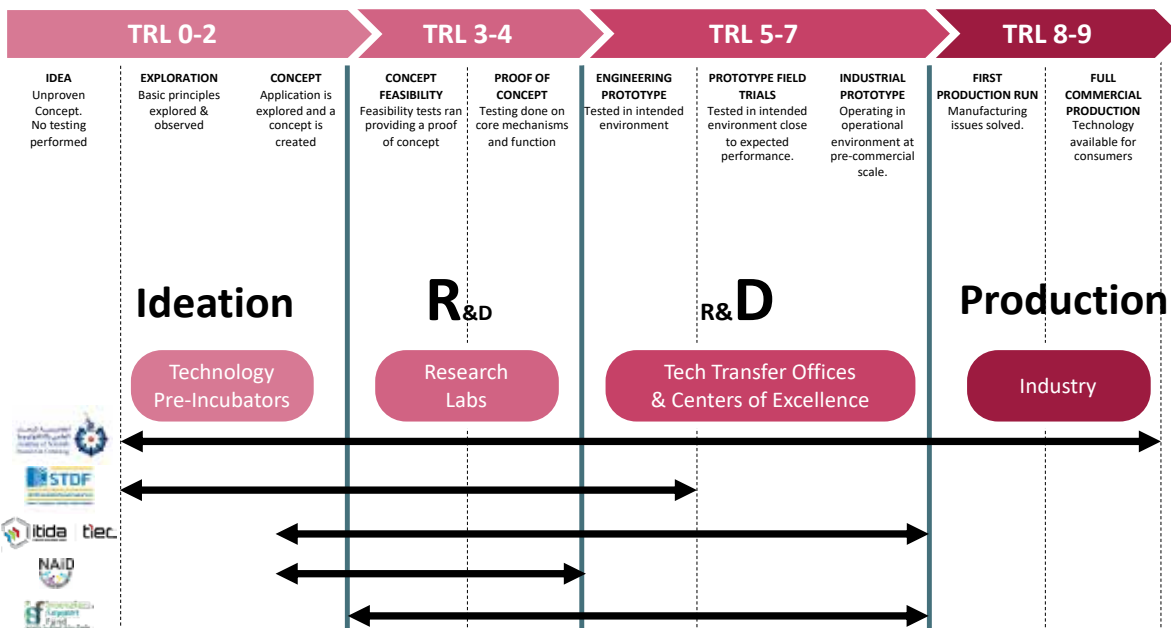 TRL 0-2
TRL 3-4
TRL 5-7
TRL 8-9
IDEA
Unproven
Concept.
No testing
performed
EXPLORATION
Basic principles
explored &
observed
CONCEPT
Application is
explored and a
concept is
created
CONCEPT
FEASIBILITY
Feasibility tests ran
providing a proof
of concept
PROOF OF
CONCEPT
Testing done on
core mechanisms
and function
ENGINEERING
PROTOTYPE
Tested in intended
environment
PROTOTYPE FIELD
TRIALS
Tested in intended
environment close
to expected
performance.
INDUSTRIAL
PROTOTYPE
Operating in
operational
environment at
pre-commercial
scale.
FIRST
PRODUCTION RUN
Manufacturing
issues solved.
FULL
COMMERCIAL
PRODUCTION
Technology
available for
consumers
Ideation
R&D
R&D
Production
Technology
Pre-Incubators
Research
Labs
Tech Transfer Offices
& Centers of Excellence
Industry
STDF
itida | tiec
NAiD